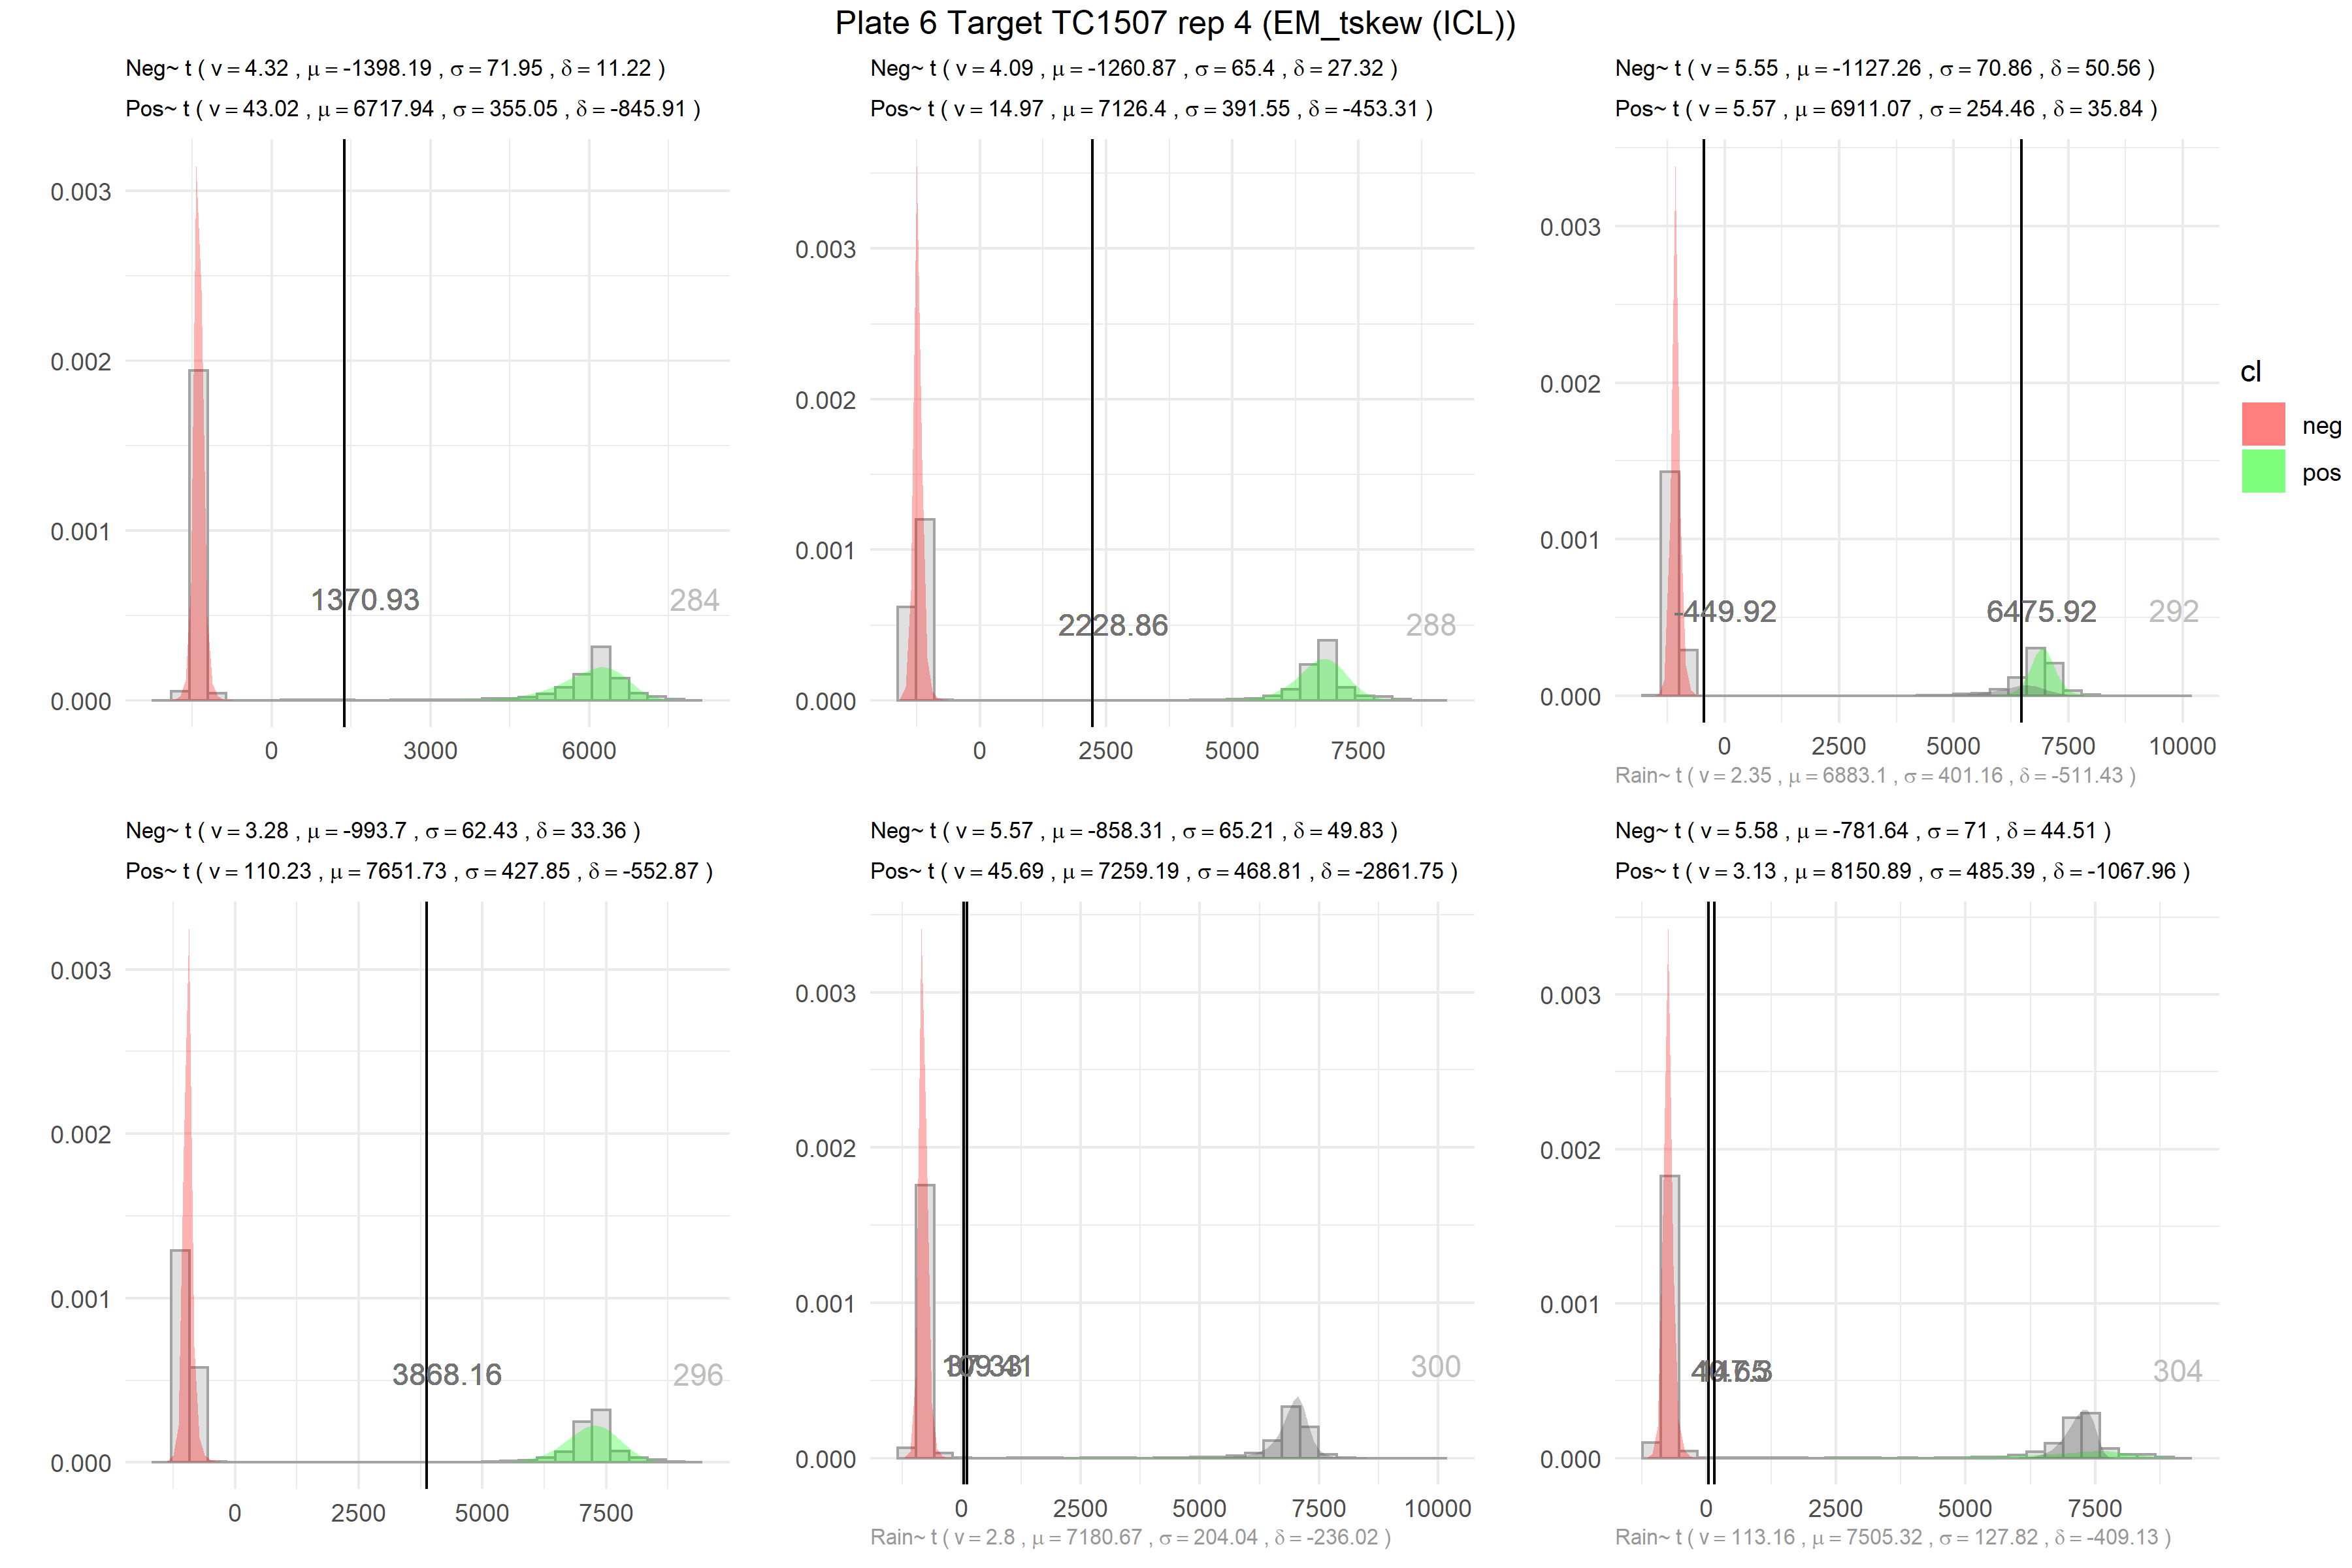 Plate 6 Target TC1507 rep 4 (EM_tskew (ICL))
Neg~ t ( v = 4.32 , μ = -1398.19 , σ = 71.95 , δ = 11.22 )
Pos~ t ( v = 43.02 , μ = 6717.94 , σ = 355.05 , δ = -845.91 )
0.003
0.002
0.001
0.000
1370.93
284
0 3000 6000
Neg~ t ( v = 4.09 , μ = -1260.87 , σ = 65.4 , δ = 27.32 )
Pos~ t ( v = 14.97 , μ = 7126.4 , σ = 391.55 , δ = -453.31 )
0.003
0.002
0.001
0.000
2228.86
288
0 2500 5000 7500
Neg~ t ( v = 5.55 , μ = -1127.26 , σ = 70.86 , δ = 50.56 )
Pos~ t ( v = 5.57 , μ = 6911.07 , σ = 254.46 , δ = 35.84 )
0.003
0.002
0.001
0.000
-449.92
6475.92
292
0 2500 5000 7500 10000
Rain~ t ( v = 2.35 , μ = 6883.1 , σ = 401.16 , δ = -511.43 )
cl
neg
pos
Neg~ t ( v = 3.28 , μ = -993.7 , σ = 62.43 , δ = 33.36 )
Pos~ t ( v = 110.23 , μ = 7651.73 , σ = 427.85 , δ = -552.87 )
0.003
0.002
0.001
0.000
3868.16
296
0 2500 5000 7500
Neg~ t ( v = 5.57 , μ = -858.31 , σ = 65.21 , δ = 49.83 )
Pos~ t ( v = 45.69 , μ = 7259.19 , σ = 468.81 , δ = -2861.75 )
0.003
0.002
0.001
0.000
300
0 2500 5000 7500 10000
Rain~ t ( v = 2.8 , μ = 7180.67 , σ = 204.04 , δ = -236.02 )
Neg~ t ( v = 5.58 , μ = -781.64 , σ = 71 , δ = 44.51 )
Pos~ t ( v = 3.13 , μ = 8150.89 , σ = 485.39 , δ = -1067.96 )
0.003
0.002
0.001
0.000
304
0 2500 5000 7500
Rain~ t ( v = 113.16 , μ = 7505.32 , σ = 127.82 , δ = -409.13 )